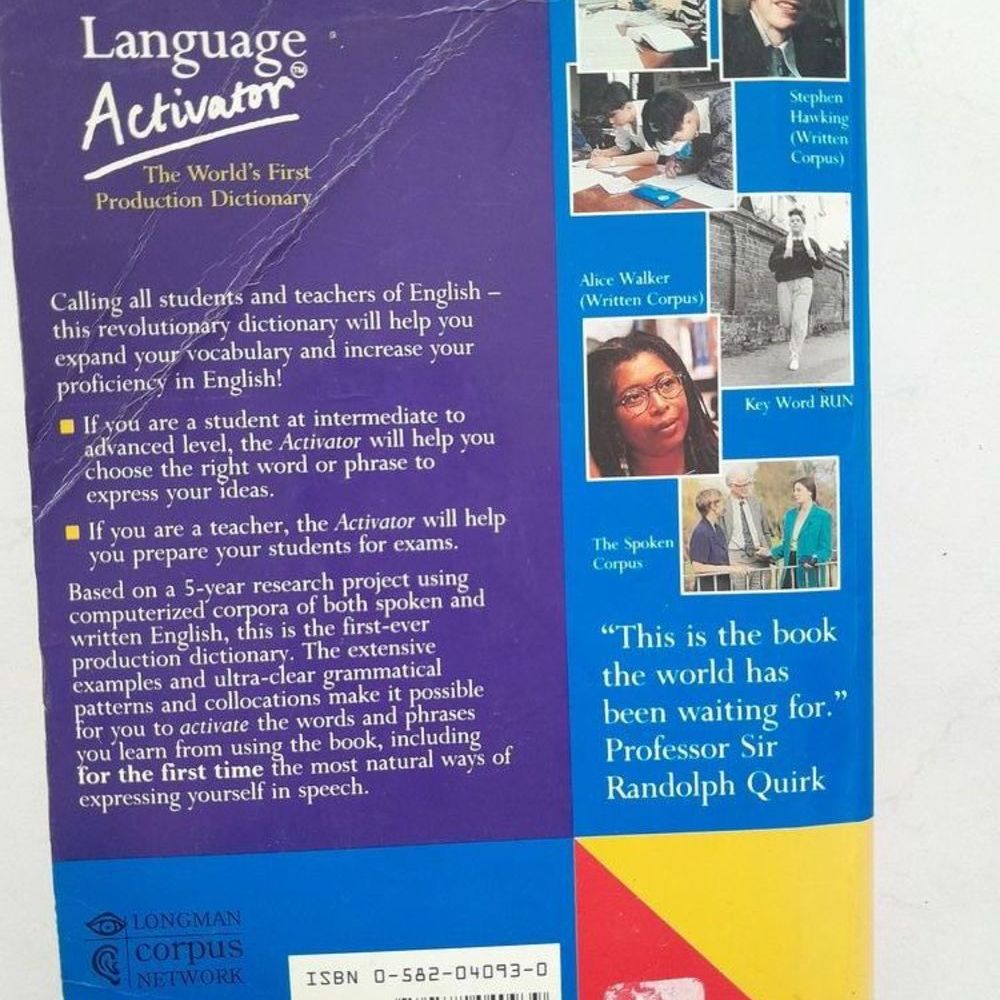 Language
Activator™
The World's First
Production Dictionary
Calling all students and teachers of English –
this revolutionary dictionary will help you
expand your vocabulary and increase your
proficiency in English!
If you are a student at intermediate to
advanced level, the Activator will help you
choose the right word or phrase to
express your ideas.
If you are a teacher, the Activator will help
you prepare your students for exams.
Based on a 5-year research project using
computerized corpora of both spoken and
written English, this is the first-ever
production dictionary. The extensive
examples and ultra-clear grammatical
patterns and collocations make it possible
for you to activate the words and phrases
you learn from using the book, including
for the first time the most natural ways of
expressing yourself in speech.
LONGMAN
corpus
NETWORK
ISBN 0-582-04093-0
Stephen
Hawking
(Written
Corpus)
Alice Walker
(Written Corpus)
Key Word RUN
The Spoken
Corpus
“This is the book
the world has
been waiting for.”
Professor Sir
Randolph Quirk